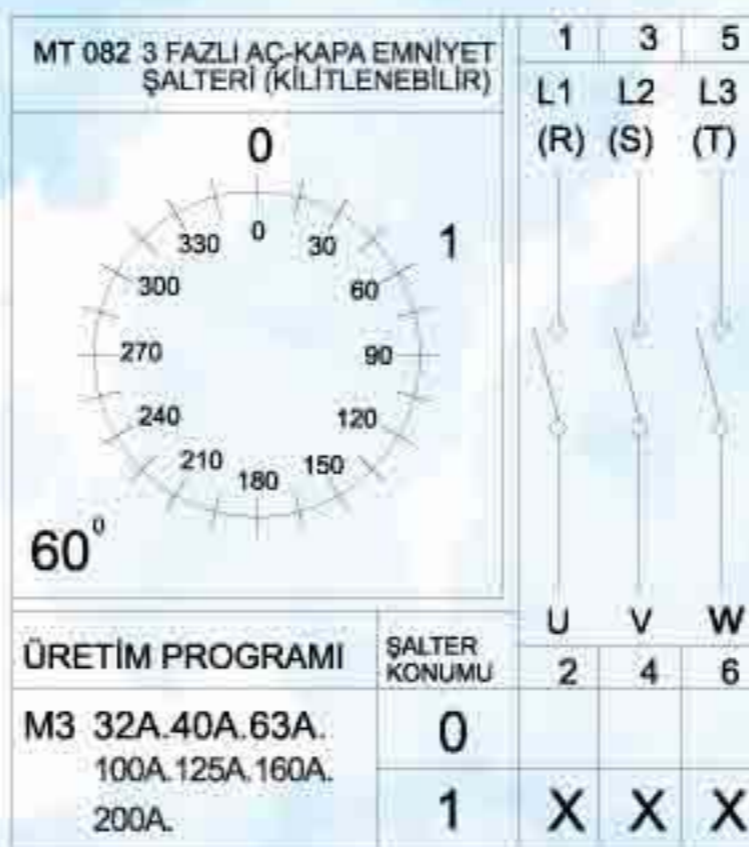 MT 082 3 FAZLI AÇ-KAPA EMNİYET
ŞALTERİ (KİLİTLENEBİLİR)
0
1
0
30
60
90
120
150
180
210
240
270
300
330
60⁰
1 3 5
L1 L2 L3
(R) (S) (T)
U V W
2 4 6
ÜRETİM PROGRAMI
M3 32A.40A.63A.
100A.125A.160A.
200A.
ŞALTER
KONUMU
0
1 X X X